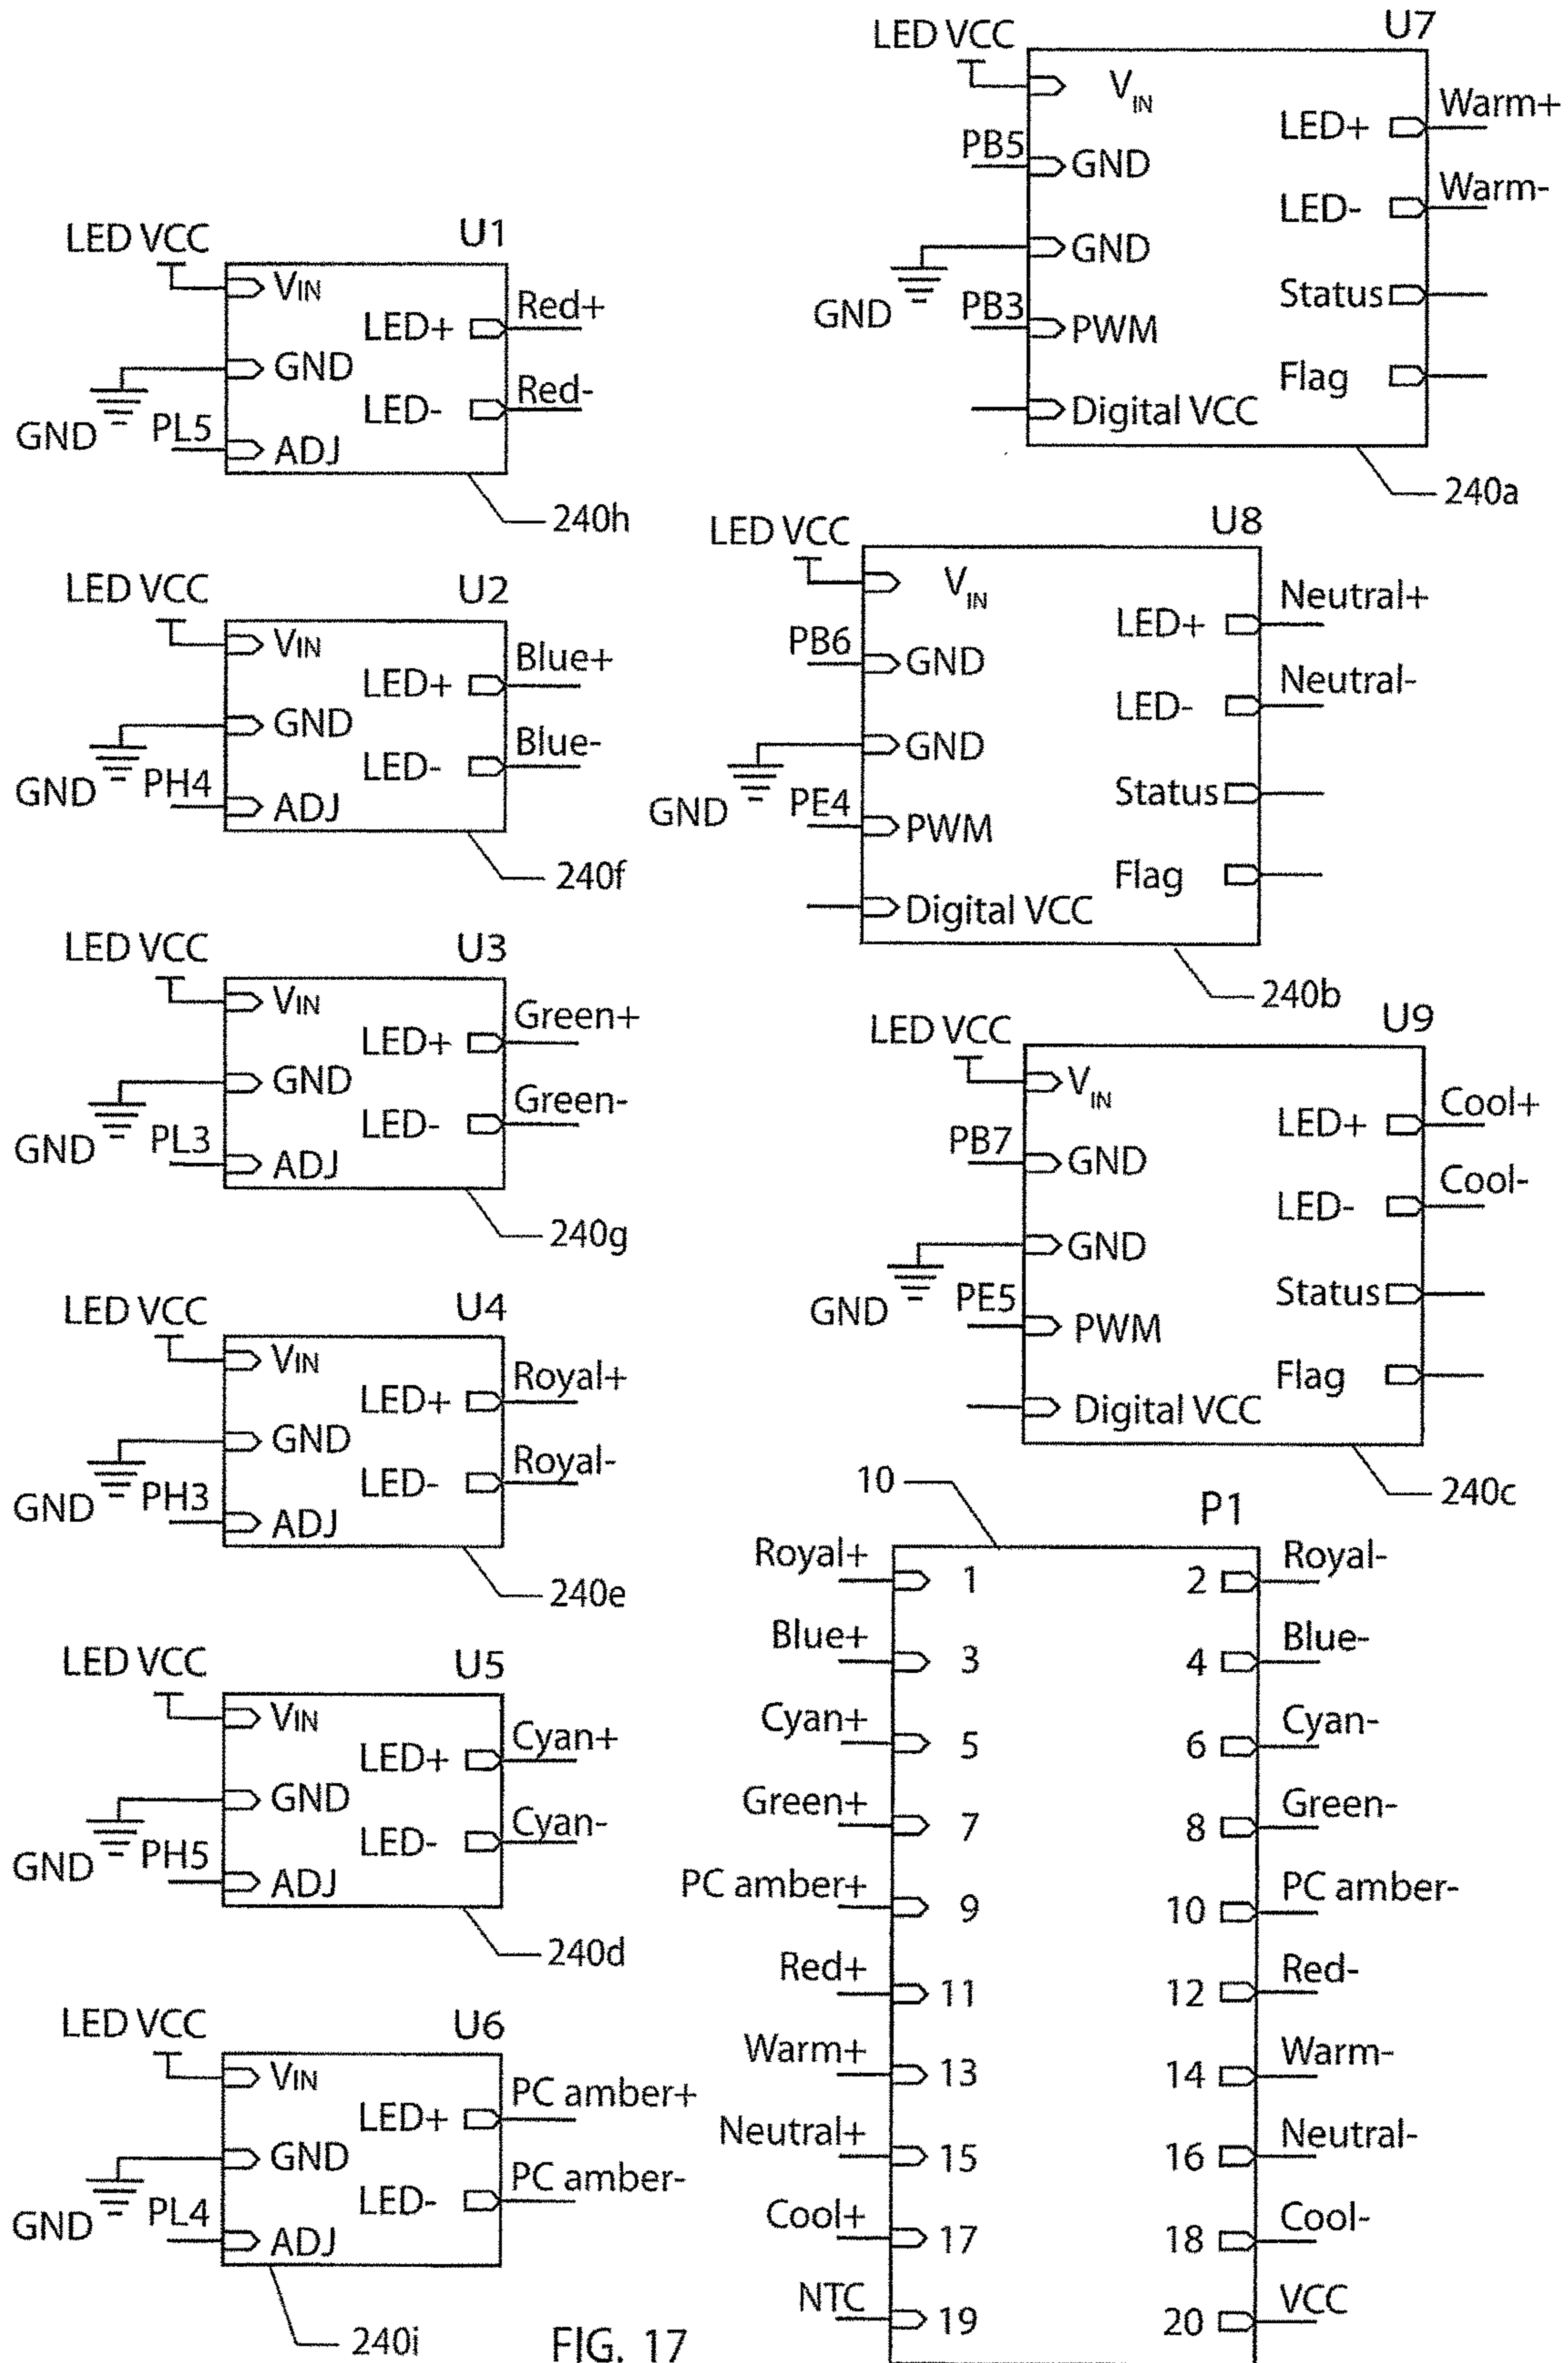 U1
LED VCC
VIN
LED+
Red+
GND
GND
LED-
Red-
PL5
ADJ
240h
U2
LED VCC
VIN
LED+
Blue+
GND
GND
LED-
Blue-
PH4
ADJ
240f
U3
LED VCC
VIN
LED+
Green+
GND
GND
LED-
Green-
PL3
ADJ
240g
U4
LED VCC
VIN
LED+
Royal+
GND
GND
LED-
Royal-
PH3
ADJ
240e
U5
LED VCC
VIN
LED+
Cyan+
GND
GND
LED-
Cyan-
PH5
ADJ
240d
U6
LED VCC
VIN
LED+
PC amber+
GND
GND
LED-
PC amber-
PL4
ADJ
240i
U7
LED VCC
VIN
LED+
Warm+
PB5
GND
LED-
Warm-
GND
GND
Status
PB3
PWM
Flag
Digital VCC
240a
U8
LED VCC
VIN
LED+
Neutral+
PB6
GND
LED-
Neutral-
GND
GND
Status
PE4
PWM
Flag
Digital VCC
240b
U9
LED VCC
VIN
LED+
Cool+
PB7
GND
LED-
Cool-
GND
GND
Status
PE5
PWM
Flag
Digital VCC
240c
10
P1
Royal+ 1 2 Royal-
Blue+ 3 4 Blue-
Cyan+ 5 6 Cyan-
Green+ 7 8 Green-
PC amber+ 9 10 PC amber-
Red+ 11 12 Red-
Warm+ 13 14 Warm-
Neutral+ 15 16 Neutral-
Cool+ 17 18 Cool-
NTC 19 20 VCC
FIG. 17